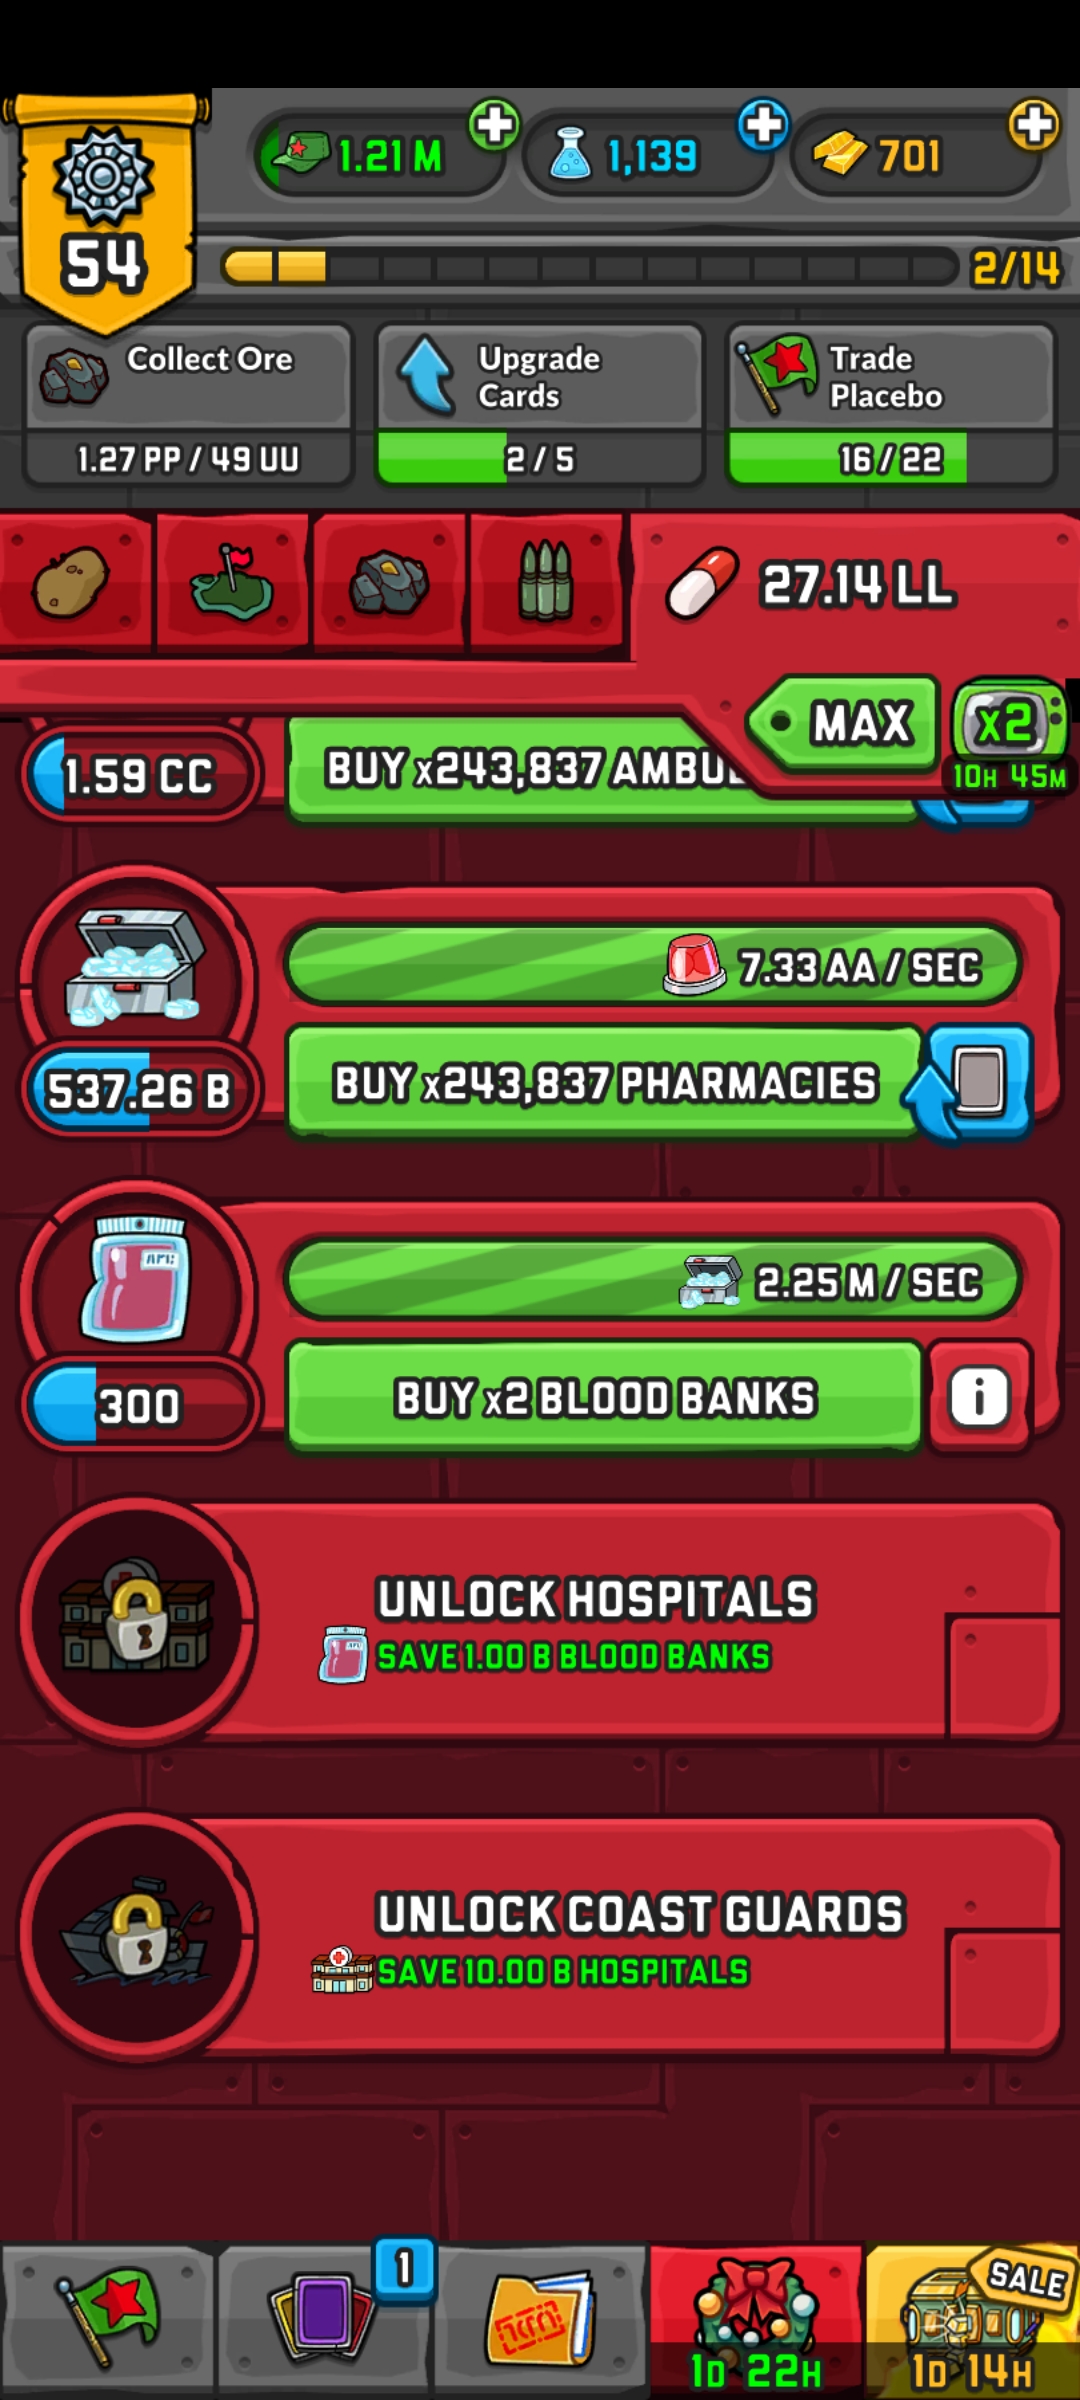 54
1.21 M
1,139
701
2/14
Collect Ore
1.27 PP / 49 UU
Upgrade
Cards
2 / 5
Trade
Placebo
16 / 22
27.14 LL
MAX
x2
10H 45M
1.59 CC
BUY x243,837
7.33 AA / SEC
537.26 B
BUY x243,837 PHARMACIES
2.25 M / SEC
300
BUY x2 BLOOD BANKS
i
UNLOCK HOSPITALS
SAVE 1.00 B BLOOD BANKS
UNLOCK COAST GUARDS
SAVE 10.00 B HOSPITALS
1
SALE
1D 22H
1D 14H